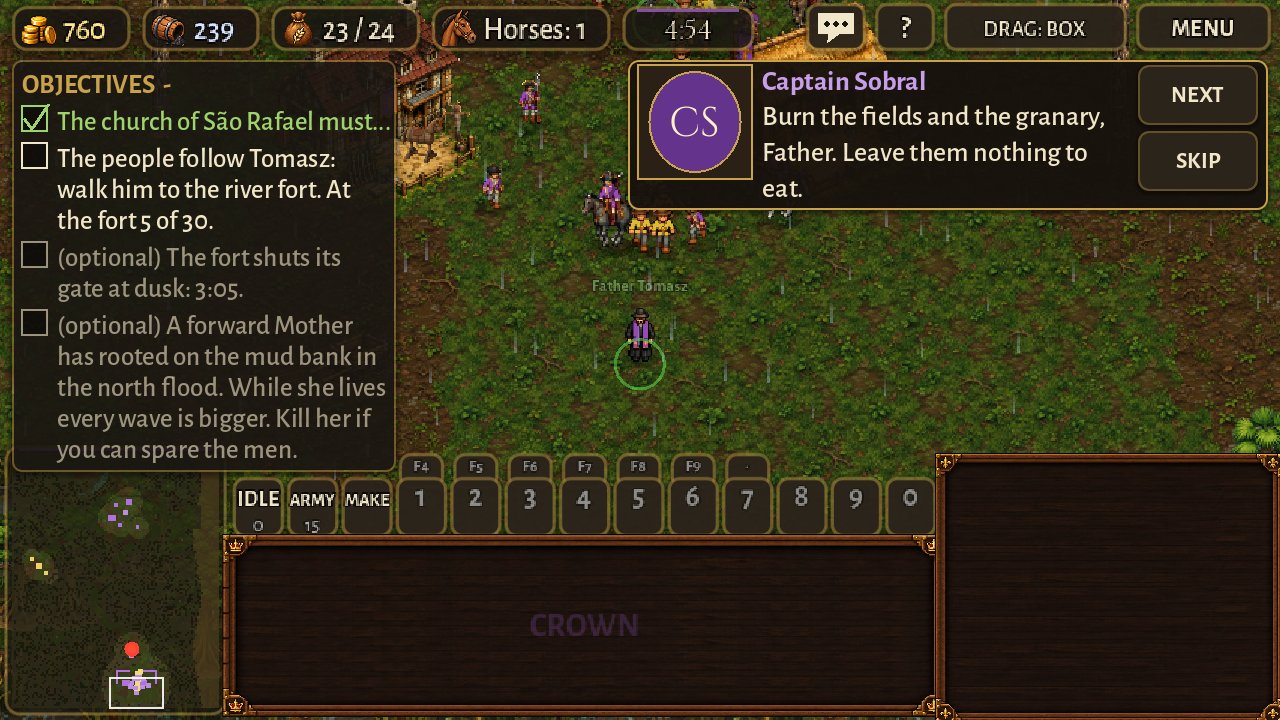 760
239
23 / 24
Horses: 1
4:54
?
DRAG: BOX
MENU
OBJECTIVES -
The church of São Rafael must...
The people follow Tomasz:
walk him to the river fort. At
the fort 5 of 30.
(optional) The fort shuts its
gate at dusk: 3:05.
(optional) A forward Mother
has rooted on the mud bank in
the north flood. While she lives
every wave is bigger. Kill her if
you can spare the men.
CS
Captain Sobral
Burn the fields and the granary,
Father. Leave them nothing to
eat.
NEXT
SKIP
Father Tomasz
F4 F5 F6 F7 F8 F9 .
IDLE ARMY MAKE 1 2 3 4 5 6 7 8 9 0
0 15
CROWN